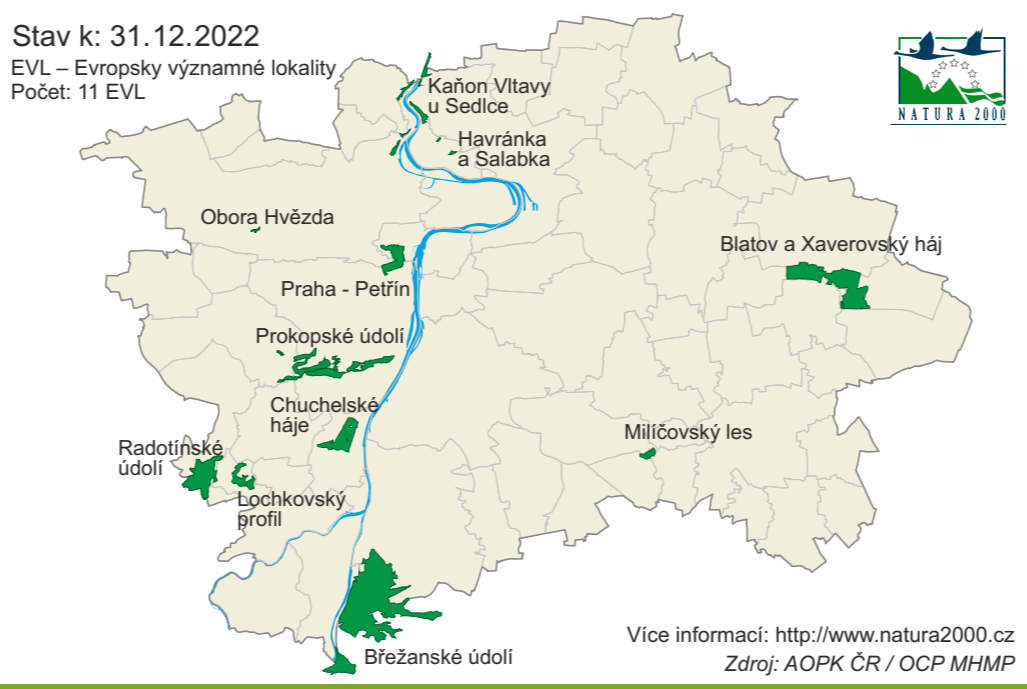 Stav k: 31.12.2022
EVL – Evropsky významné lokality
Počet: 11 EVL
NATURA 2000
Kaňon Vltavy
u Sedlce
Havránka
a Salabka
Obora Hvězda
Blatov a Xaverovský háj
Praha - Petřín
Prokopské údolí
Chuchelské
háje
Milíčovský les
Radotínské
údolí
Lochkovský
profil
Břežanské údolí
Více informací: http://www.natura2000.cz
Zdroj: AOPK ČR / OCP MHMP